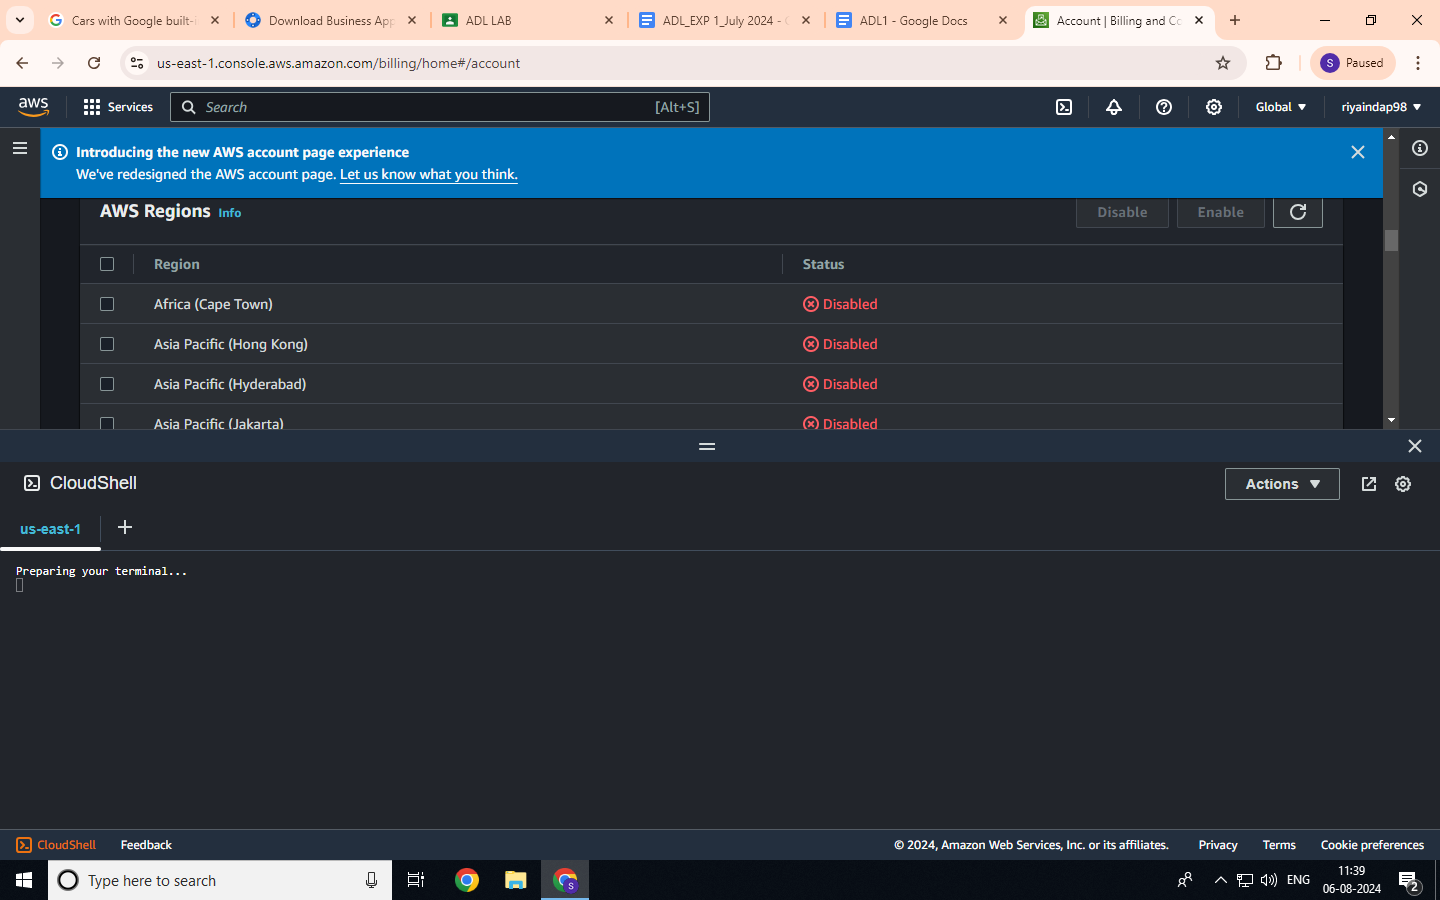 Cars with Google built-i
Download Business App
ADL LAB
ADL_EXP 1_July 2024 -
ADL1 - Google Docs
Account | Billing and Co
us-east-1.console.aws.amazon.com/billing/home#/account
S Paused
aws
Services
Search
[Alt+S]
Global
riyaindap98
Introducing the new AWS account page experience
We've redesigned the AWS account page. Let us know what you think.
AWS Regions Info
Disable
Enable
Region
Status
Africa (Cape Town)
Disabled
Asia Pacific (Hong Kong)
Disabled
Asia Pacific (Hyderabad)
Disabled
Asia Pacific (Jakarta)
Disabled
CloudShell
Actions
us-east-1
Preparing your terminal...
CloudShell
Feedback
© 2024, Amazon Web Services, Inc. or its affiliates.
Privacy
Terms
Cookie preferences
Type here to search
S
ENG
11:39
06-08-2024
2